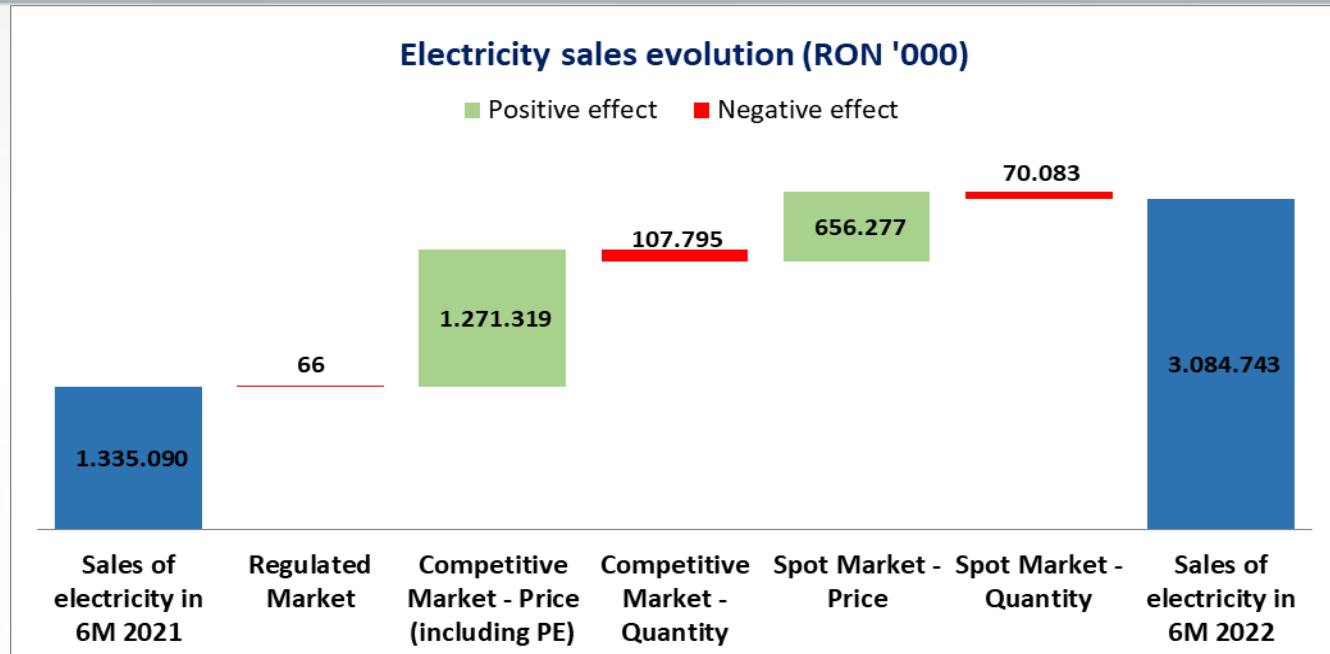 Electricity sales evolution (RON '000)
Positive effect Negative effect
70.083
107.795
656.277
1.271.319
66
3.084.743
1.335.090
Sales of
electricity in
6M 2021
Regulated
Market
Competitive
Market - Price
(including PE)
Competitive
Market -
Quantity
Spot Market -
Price
Spot Market -
Quantity
Sales of
electricity in
6M 2022